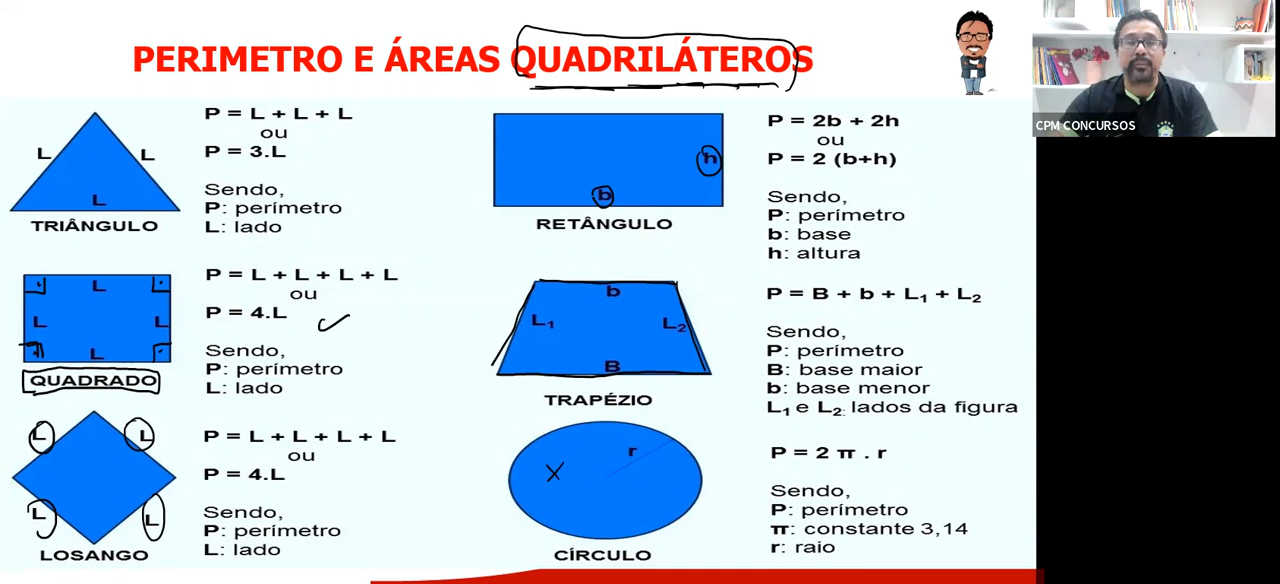 PERIMETRO E ÁREAS QUADRILÁTEROS
CPM CONCURSOS
L
L
L
TRIÂNGULO
P = L + L + L
ou
P = 3.L
Sendo,
P: perímetro
L: lado
h
b
RETÂNGULO
P = 2b + 2h
ou
P = 2 (b+h)
Sendo,
P: perímetro
b: base
h: altura
L
L
L
L
QUADRADO
P = L + L + L + L
ou
P = 4.L
Sendo,
P: perímetro
L: lado
b
L₁
L₂
B
TRAPÉZIO
P = B + b + L₁ + L₂
Sendo,
P: perímetro
B: base maior
b: base menor
L₁ e L₂: lados da figura
L
L
L
L
LOSANGO
P = L + L + L + L
ou
P = 4.L
Sendo,
P: perímetro
L: lado
r
X
CÍRCULO
P = 2 π . r
Sendo,
P: perímetro
π: constante 3,14
r: raio